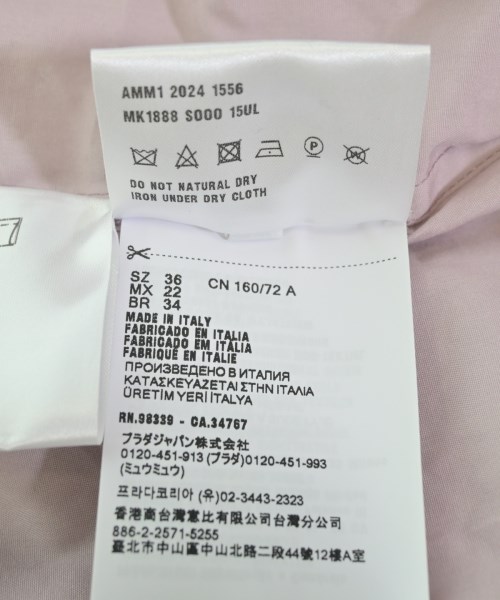 AMM1 2024 1556
MK1888 S000 15UL
DO NOT NATURAL DRY
IRON UNDER DRY CLOTH
SZ 36 CN 160/72 A
MX 22
BR 34
MADE IN ITALY
FABRICADO EN ITALIA
FABRICADO EM ITÁLIA
FABRIQUÉ EN ITALIE
ПРОИЗВЕДЕНО В ИТАЛИЯ
ΚΑΤΑΣΚΕΥΑΖΕΤΑΙ ΣΤΗΝ ΙΤΑΛΙΑ
ÜRETİM YERİ İTALYA
RN.98339 - CA.34767
プラダジャパン株式会社
0120-451-913 (プラダ)0120-451-993
(ミュウミュウ)
프라다코리아 (유)02-3443-2323
香港商台灣意比有限公司台灣分公司
886-2-2571-5255
臺北市中山區中山北路二段44號12樓A室